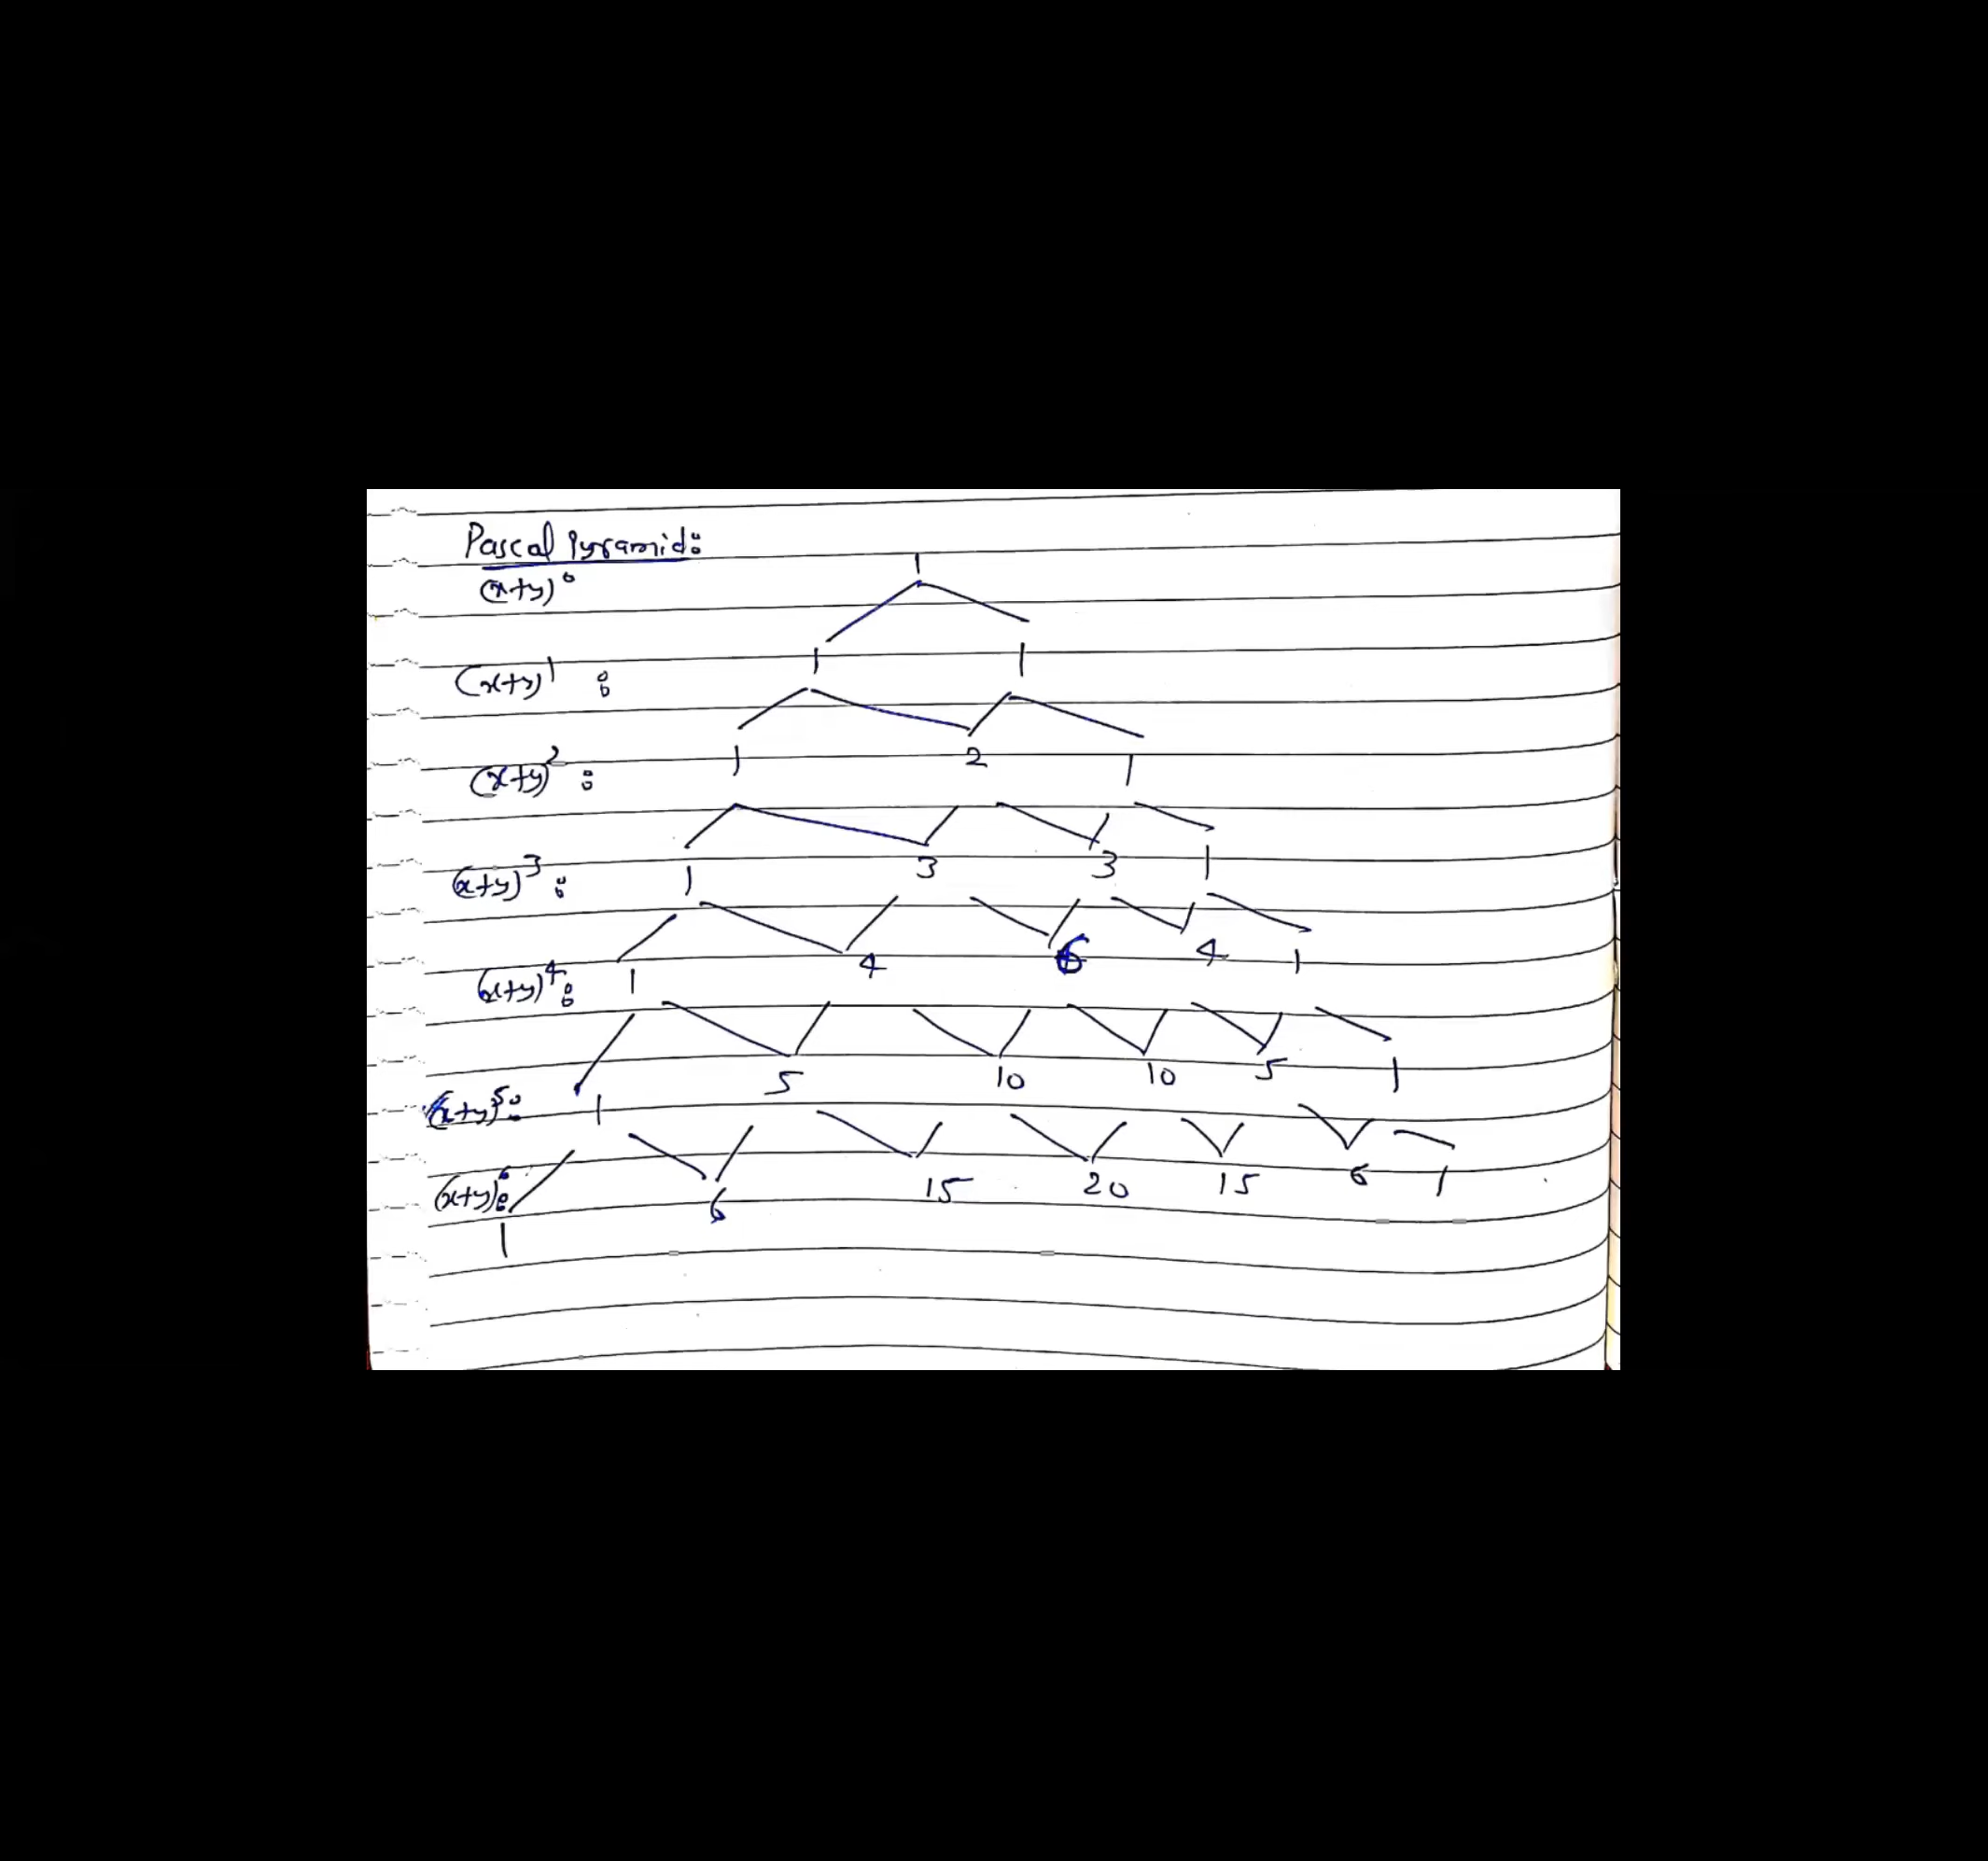 Pascal Pyramid:
(x+y)⁰ 1
(x+y)¹ : 1 1
(x+y)² : 1 2 1
(x+y)³ : 1 3 3 1
(x+y)⁴ : 1 4 6 4 1
(x+y)⁵ : 1 5 10 10 5 1
(x+y)⁶ : 1 6 15 20 15 6 1